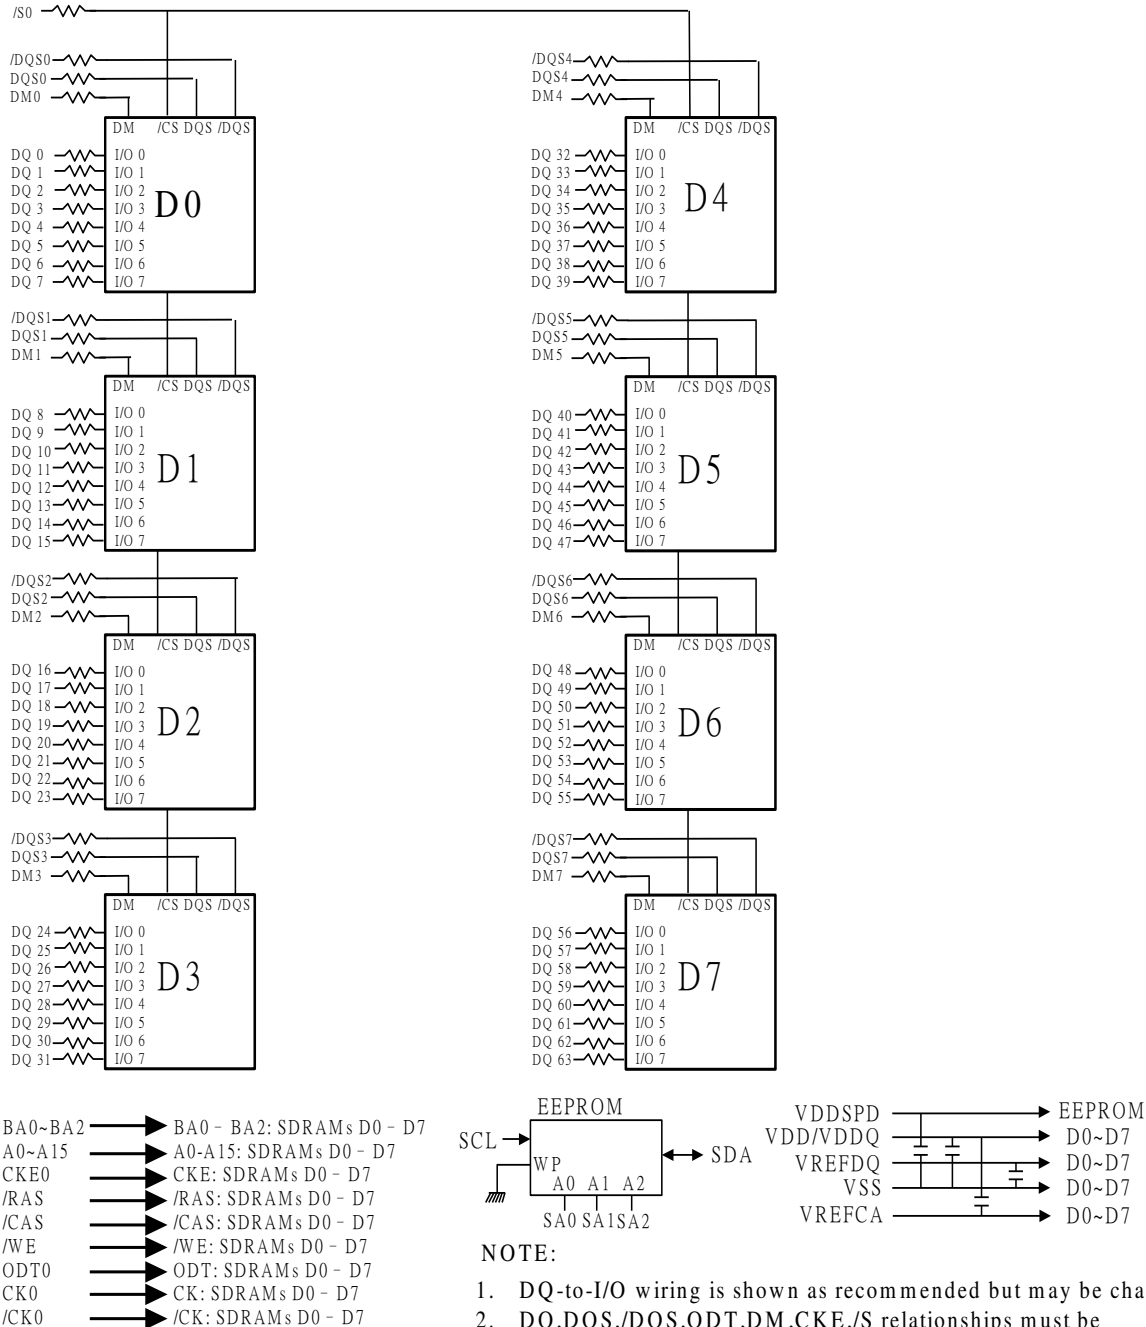 /S0
/DQS0
DQS0
DM0
DM /CS DQS /DQS
DQ 0 I/O 0
DQ 1 I/O 1
DQ 2 I/O 2
DQ 3 I/O 3
DQ 4 I/O 4
DQ 5 I/O 5
DQ 6 I/O 6
DQ 7 I/O 7
D0
/DQS1
DQS1
DM1
DM /CS DQS /DQS
DQ 8 I/O 0
DQ 9 I/O 1
DQ 10 I/O 2
DQ 11 I/O 3
DQ 12 I/O 4
DQ 13 I/O 5
DQ 14 I/O 6
DQ 15 I/O 7
D1
/DQS2
DQS2
DM2
DM /CS DQS /DQS
DQ 16 I/O 0
DQ 17 I/O 1
DQ 18 I/O 2
DQ 19 I/O 3
DQ 20 I/O 4
DQ 21 I/O 5
DQ 22 I/O 6
DQ 23 I/O 7
D2
/DQS3
DQS3
DM3
DM /CS DQS /DQS
DQ 24 I/O 0
DQ 25 I/O 1
DQ 26 I/O 2
DQ 27 I/O 3
DQ 28 I/O 4
DQ 29 I/O 5
DQ 30 I/O 6
DQ 31 I/O 7
D3
/DQS4
DQS4
DM4
DM /CS DQS /DQS
DQ 32 I/O 0
DQ 33 I/O 1
DQ 34 I/O 2
DQ 35 I/O 3
DQ 36 I/O 4
DQ 37 I/O 5
DQ 38 I/O 6
DQ 39 I/O 7
D4
/DQS5
DQS5
DM5
DM /CS DQS /DQS
DQ 40 I/O 0
DQ 41 I/O 1
DQ 42 I/O 2
DQ 43 I/O 3
DQ 44 I/O 4
DQ 45 I/O 5
DQ 46 I/O 6
DQ 47 I/O 7
D5
/DQS6
DQS6
DM6
DM /CS DQS /DQS
DQ 48 I/O 0
DQ 49 I/O 1
DQ 50 I/O 2
DQ 51 I/O 3
DQ 52 I/O 4
DQ 53 I/O 5
DQ 54 I/O 6
DQ 55 I/O 7
D6
/DQS7
DQS7
DM7
DM /CS DQS /DQS
DQ 56 I/O 0
DQ 57 I/O 1
DQ 58 I/O 2
DQ 59 I/O 3
DQ 60 I/O 4
DQ 61 I/O 5
DQ 62 I/O 6
DQ 63 I/O 7
D7
BA0~BA2 BA0 - BA2: SDRAMs D0 - D7
A0~A15 A0-A15: SDRAMs D0 - D7
CKE0 CKE: SDRAMs D0 - D7
/RAS /RAS: SDRAMs D0 - D7
/CAS /CAS: SDRAMs D0 - D7
/WE /WE: SDRAMs D0 - D7
ODT0 ODT: SDRAMs D0 - D7
CK0 CK: SDRAMs D0 - D7
/CK0 /CK: SDRAMs D0 - D7
EEPROM
SCL SDA
WP
A0 A1 A2
SA0 SA1 SA2
VDDSPD EEPROM
VDD/VDDQ D0~D7
VREFDQ D0~D7
VSS D0~D7
VREFCA D0~D7
NOTE:
1. DQ-to-I/O wiring is shown as recommended but may be cha
2. DQ,DQS,/DQS,ODT,DM,CKE,/S relationships must be